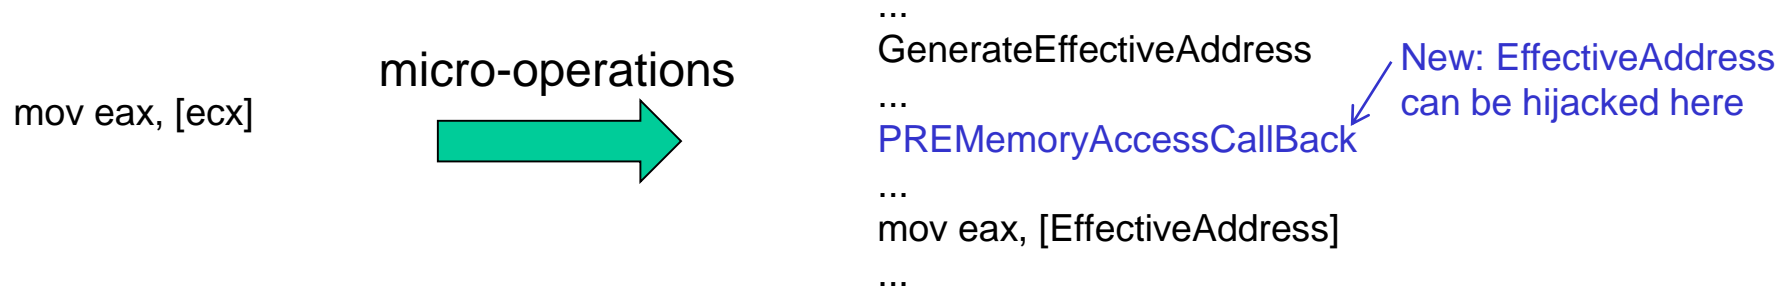 mov eax, [ecx]
micro-operations
...
GenerateEffectiveAddress
...
PREMemoryAccessCallBack
...
mov eax, [EffectiveAddress]
...
New: EffectiveAddress
can be hijacked here